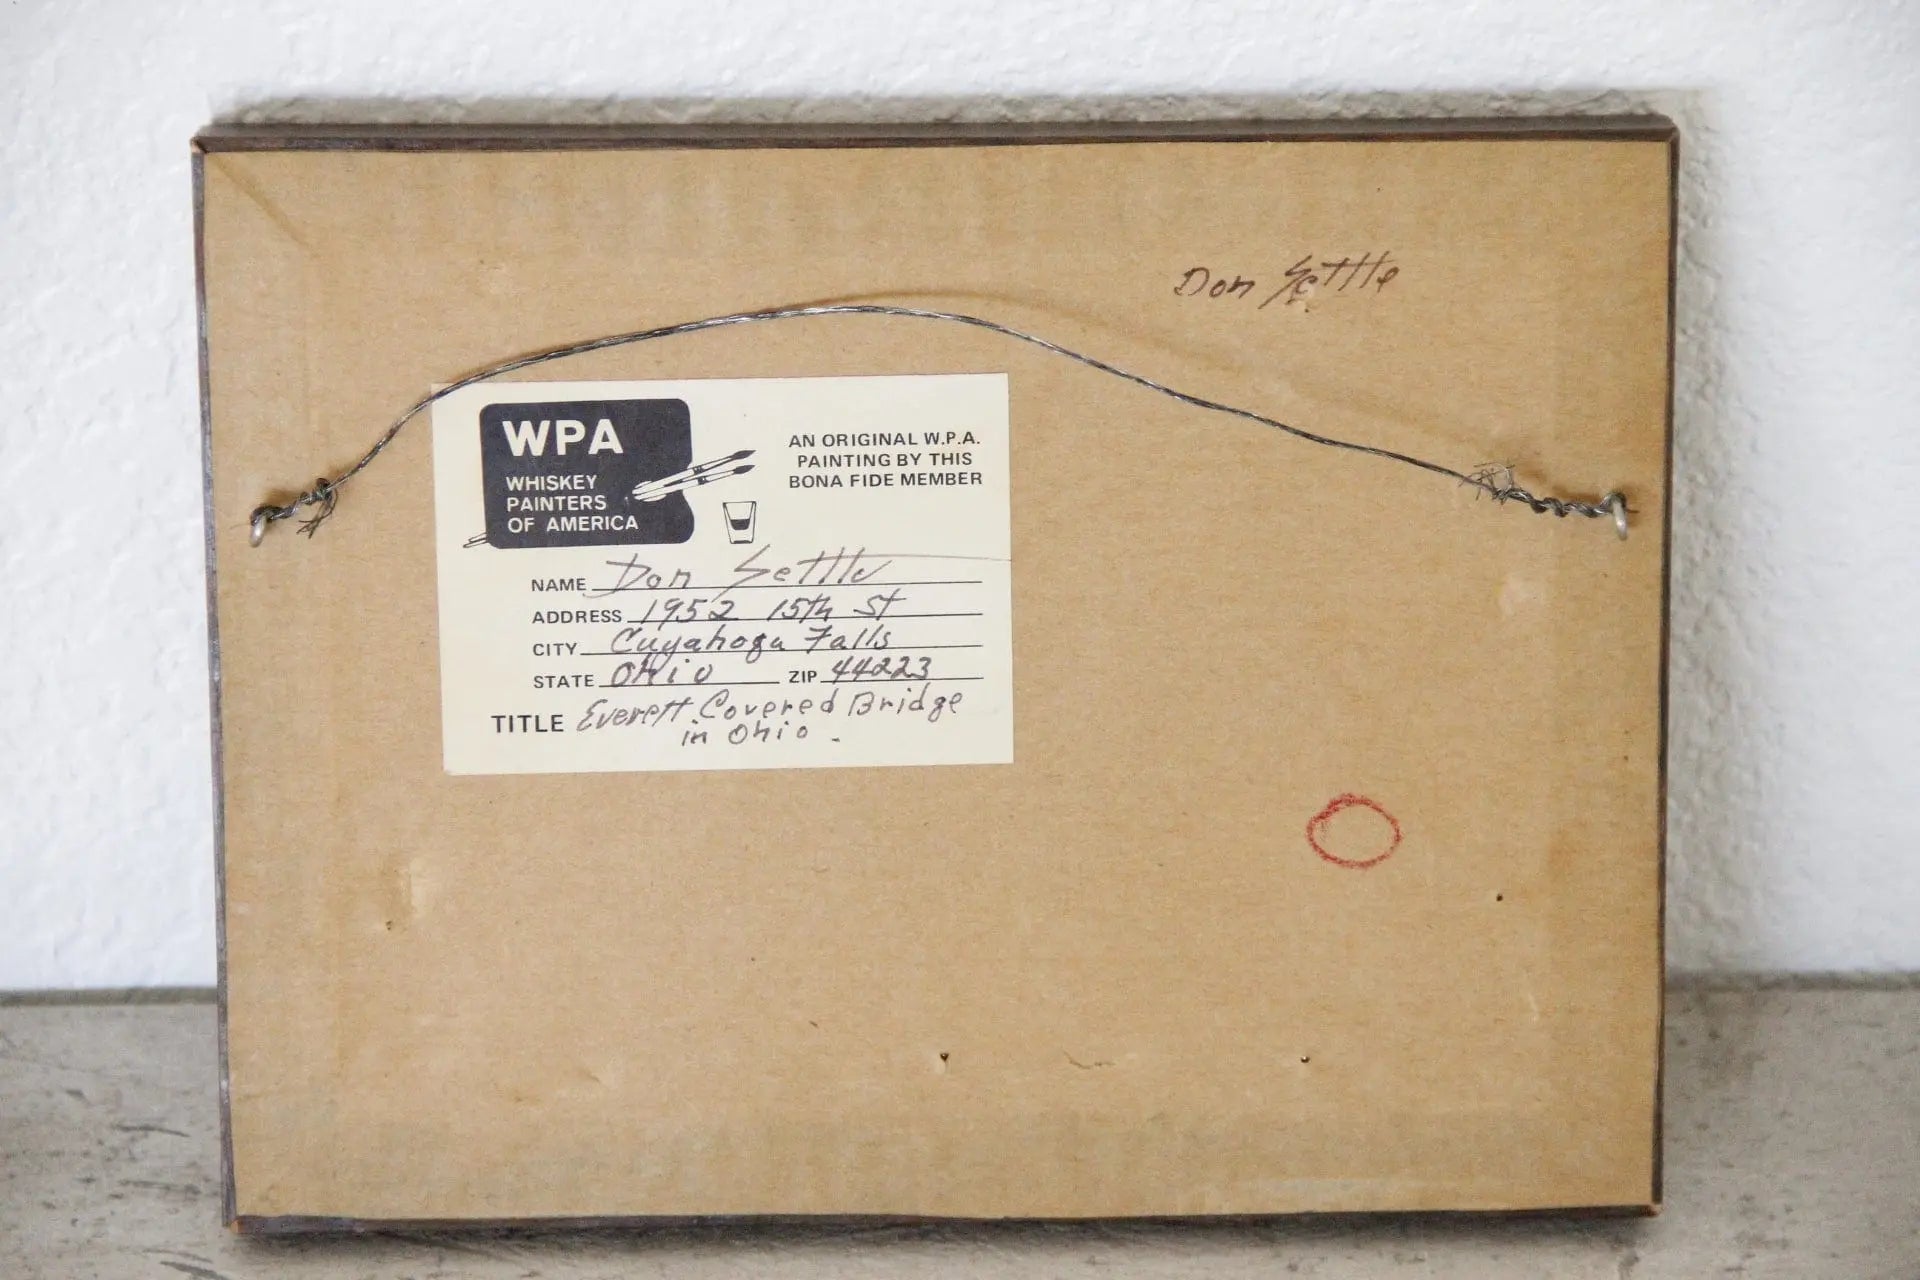 Don Settle
WPA
WHISKEY
PAINTERS
OF AMERICA
AN ORIGINAL W.P.A.
PAINTING BY THIS
BONA FIDE MEMBER
NAME Don Settle
ADDRESS 1952 15th St
CITY Cuyahoga Falls
STATE Ohio ZIP 44223
TITLE Everett Covered Bridge
in Ohio.